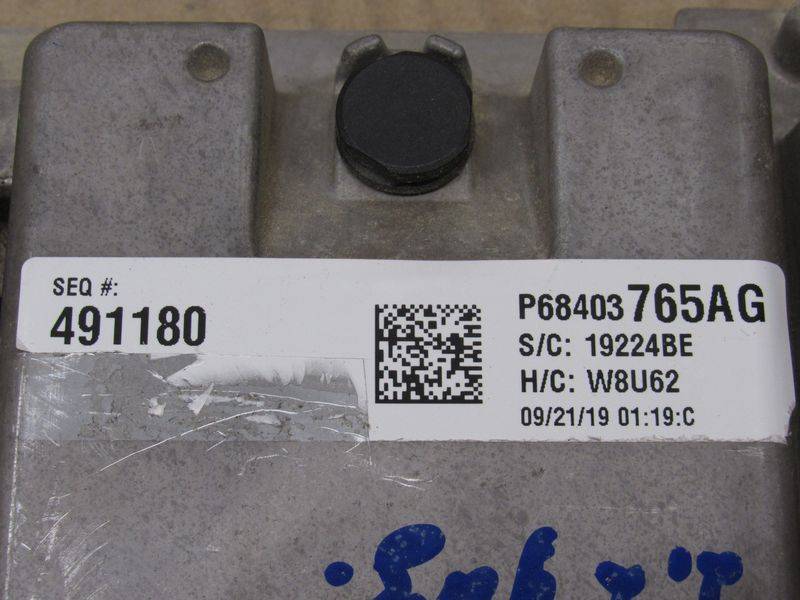 SEQ #:
491180
P68403765AG
S/C: 19224BE
H/C: W8U62
09/21/19 01:19:C